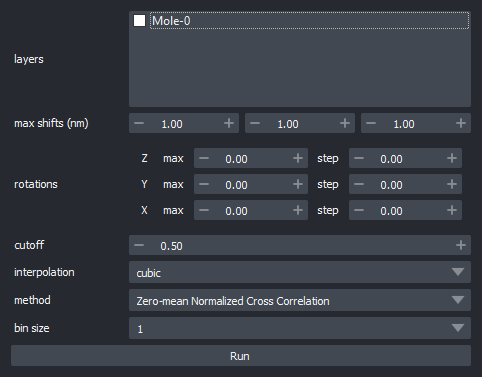 Mole-0
layers
max shifts (nm) − 1.00 + − 1.00 + − 1.00 +
Z max − 0.00 + step − 0.00 +
rotations Y max − 0.00 + step − 0.00 +
X max − 0.00 + step − 0.00 +
cutoff − 0.50 +
interpolation cubic
method Zero-mean Normalized Cross Correlation
bin size 1
Run